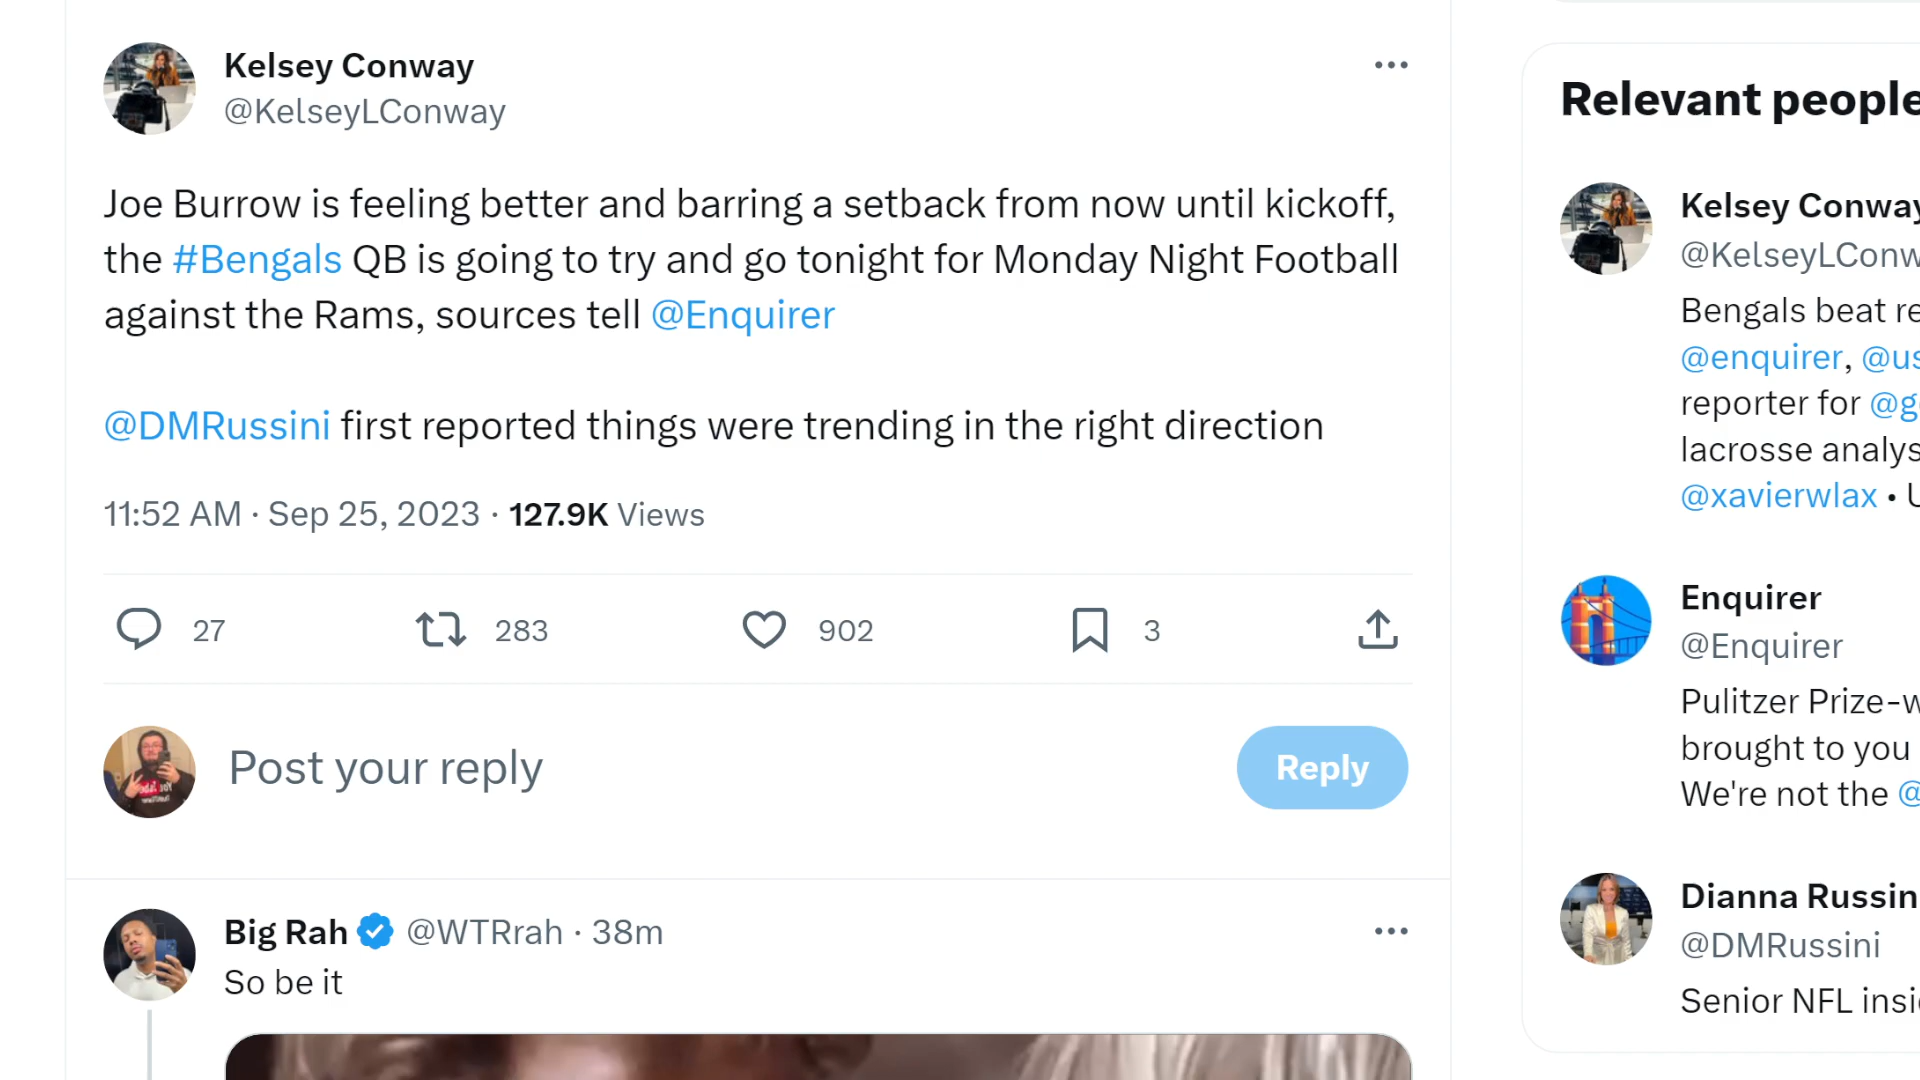 Kelsey Conway
@KelseyLConway
Joe Burrow is feeling better and barring a setback from now until kickoff,
the #Bengals QB is going to try and go tonight for Monday Night Football
against the Rams, sources tell @Enquirer
@DMRussini first reported things were trending in the right direction
11:52 AM · Sep 25, 2023 · 127.9K Views
27 283 902 3
Post your reply
Reply
Big Rah @WTRrah · 38m
So be it
Relevant people
Kelsey Conway
@KelseyLConw
Bengals beat re
@enquirer, @us
reporter for @g
lacrosse analys
@xavierwlax • U
Enquirer
@Enquirer
Pulitzer Prize-w
brought to you
We're not the @
Dianna Russin
@DMRussini
Senior NFL insi